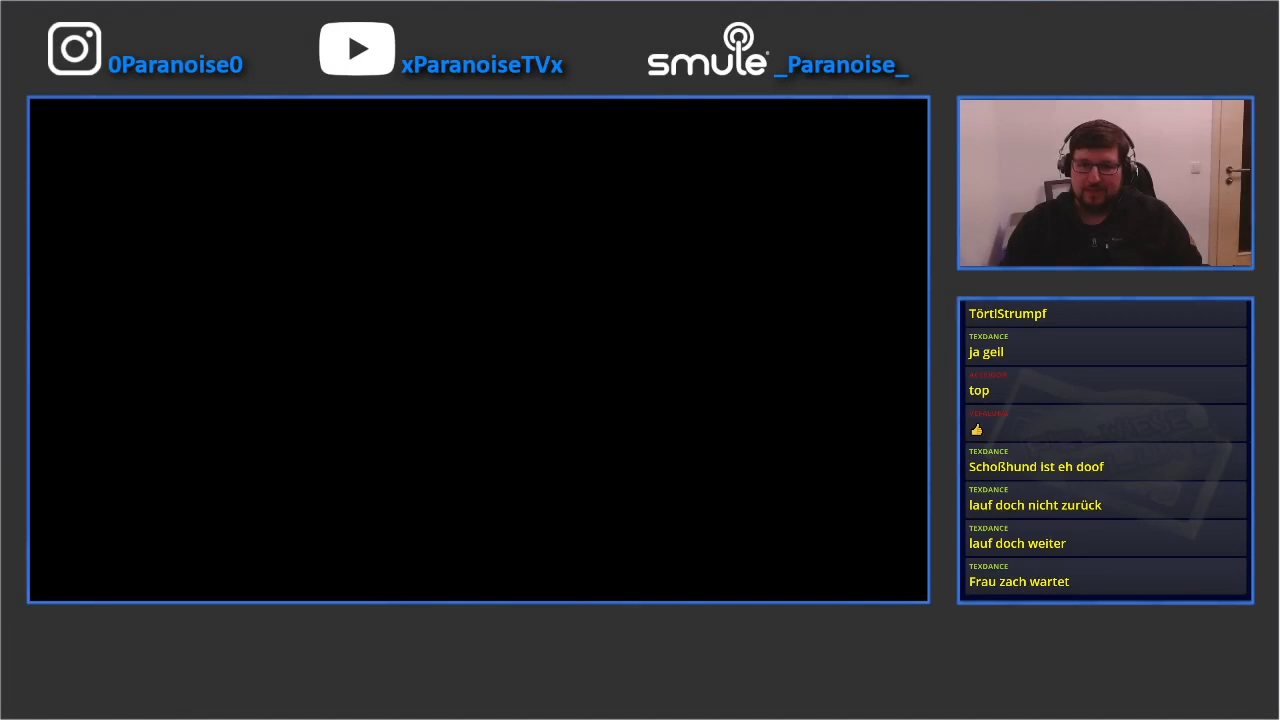 0Paranoise0
xParanoiseTVx
smule
_Paranoise_
TörtlStrumpf
TEXDANCE
ja geil
top
👍
TEXDANCE
Schoßhund ist eh doof
TEXDANCE
lauf doch nicht zurück
TEXDANCE
lauf doch weiter
TEXDANCE
Frau zach wartet